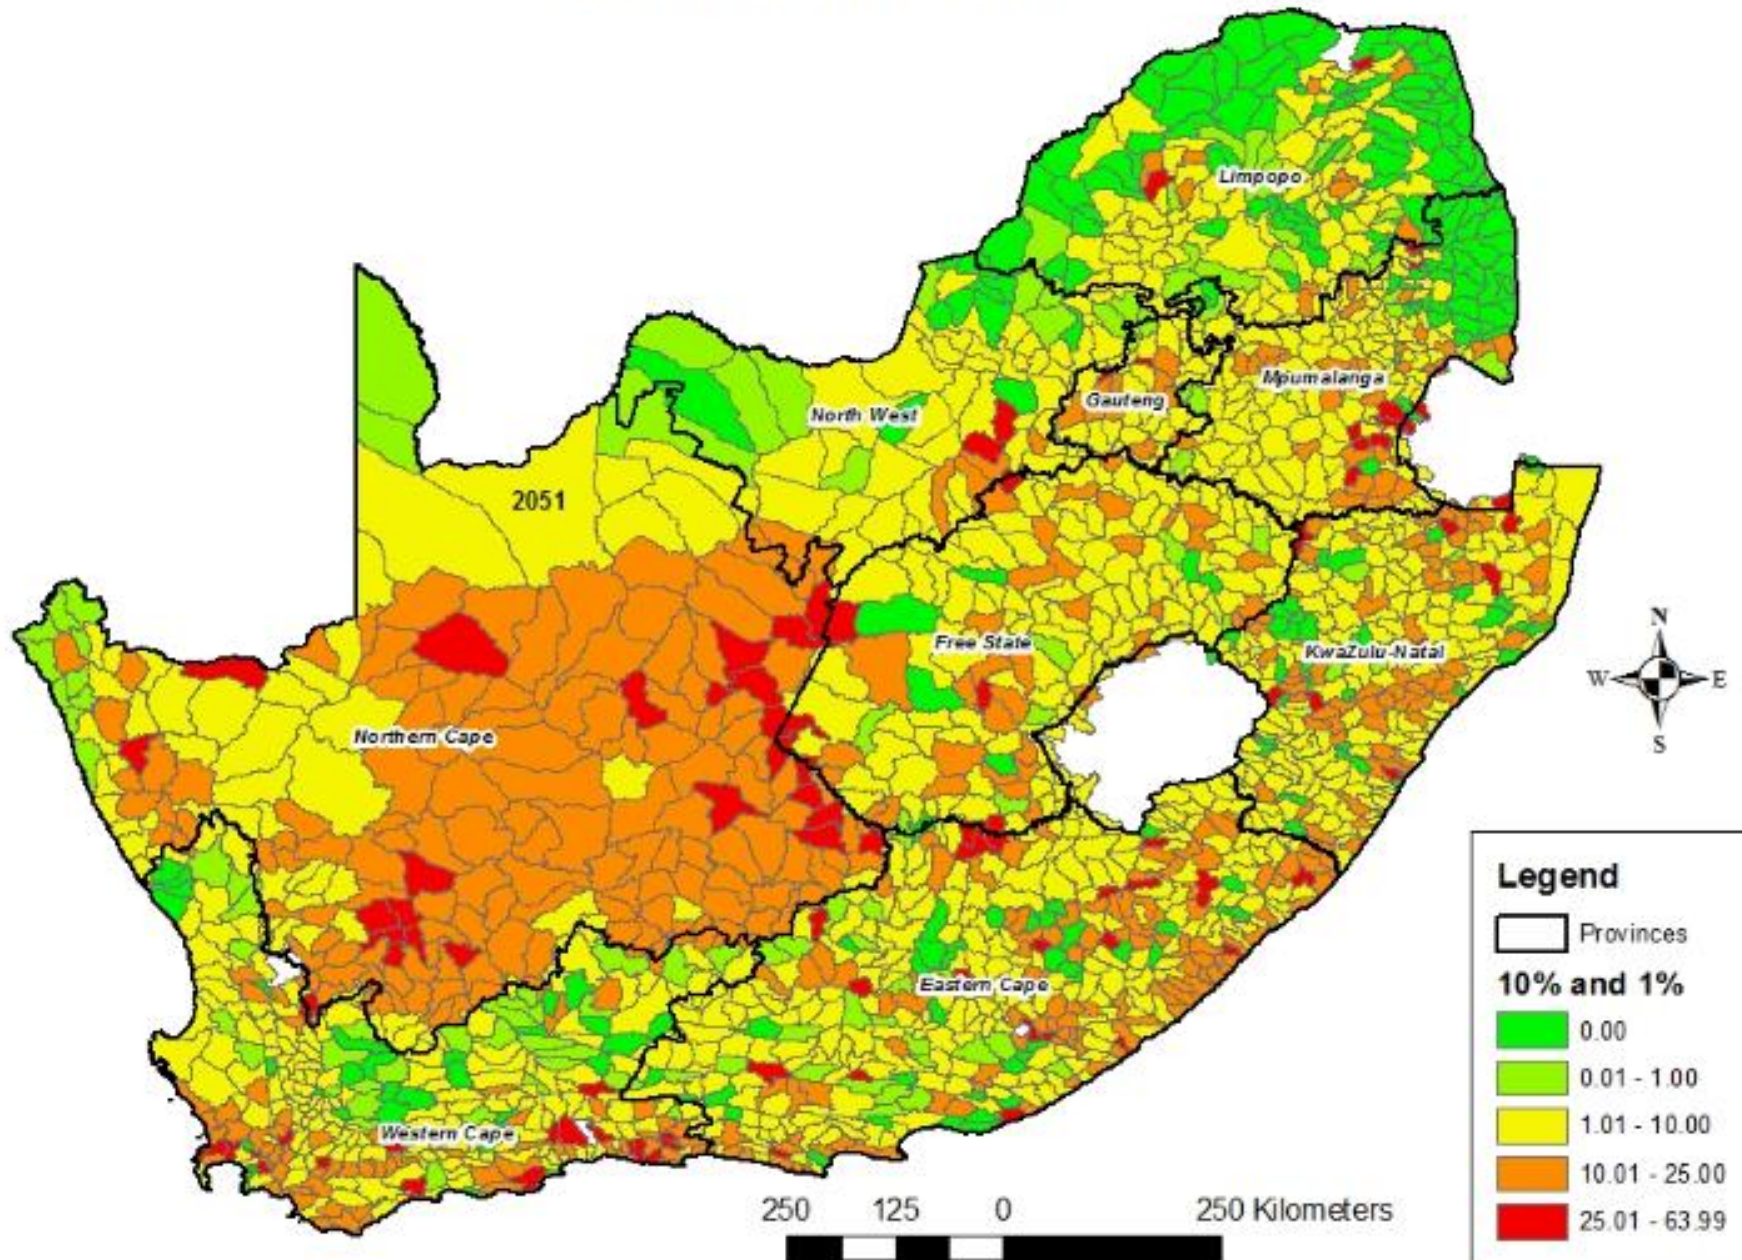 Limpopo
Mpumalanga
Gauteng
North West
2051
Free State
KwaZulu-Natal
Northern Cape
Eastern Cape
Western Cape
N
W
E
S
Legend
Provinces
10% and 1%
0.00
0.01 - 1.00
1.01 - 10.00
10.01 - 25.00
25.01 - 63.99
250 125 0 250 Kilometers